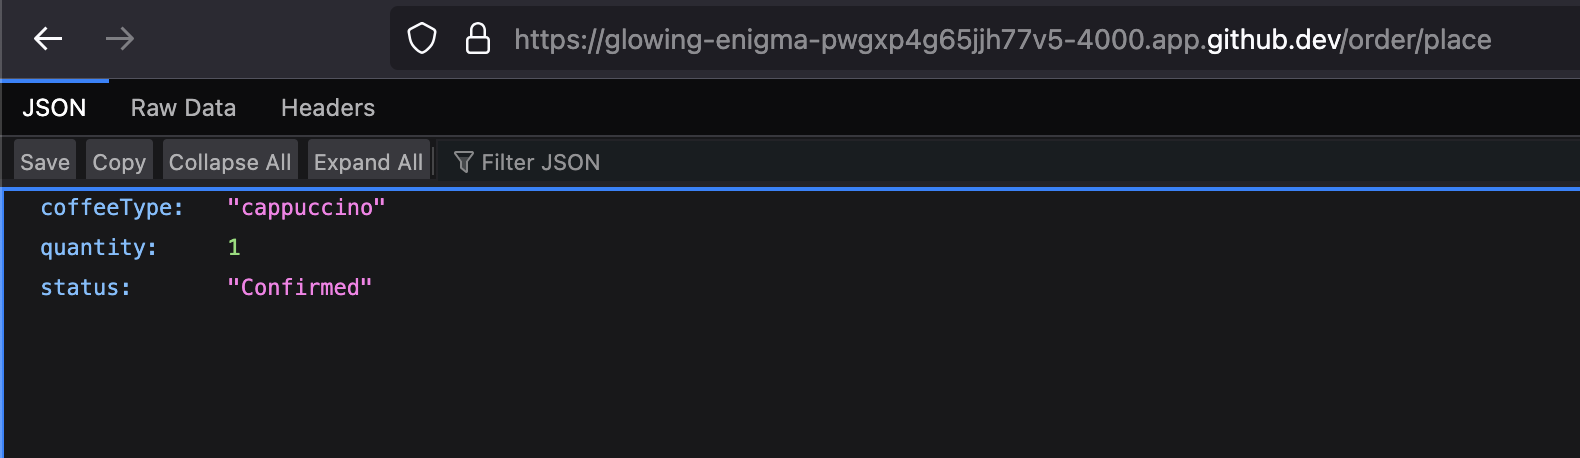 https://glowing-enigma-pwgxp4g65jjh77v5-4000.app.github.dev/order/place
JSON Raw Data Headers
Save Copy Collapse All Expand All Filter JSON
coffeeType: "cappuccino"
quantity: 1
status: "Confirmed"